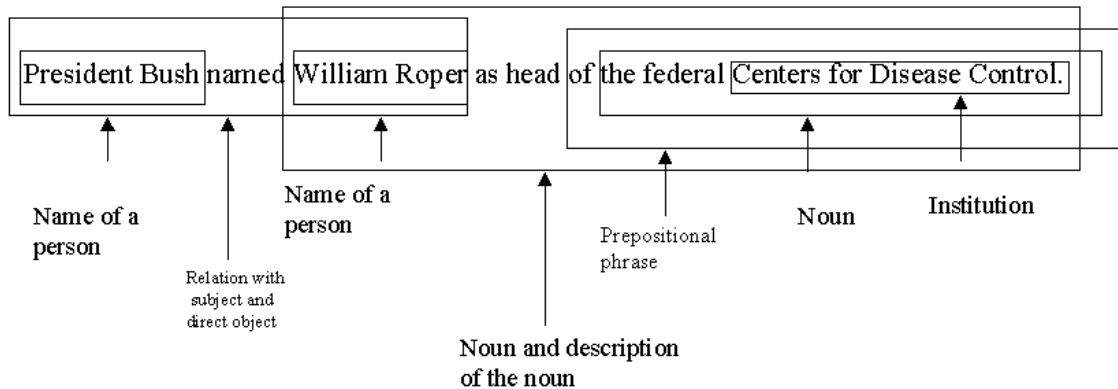 President Bush named William Roper as head of the federal Centers for Disease Control.
Name of a
person
Relation with
subject and
direct object
Name of a
person
Noun and description
of the noun
Prepositional
phrase
Noun
Institution